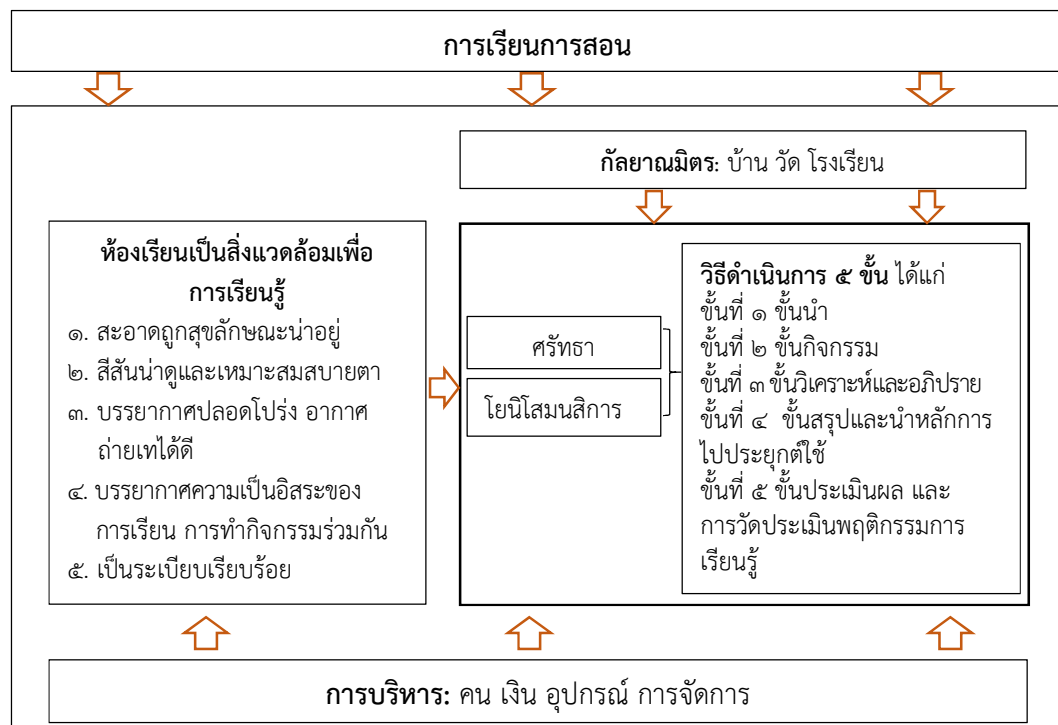 การเรียนการสอน
กัลยาณมิตร: บ้าน วัด โรงเรียน
ห้องเรียนเป็นสิ่งแวดล้อมเพื่อ
การเรียนรู้
๑. สะอาดถูกสุขลักษณะน่าอยู่
๒. สีสันน่าดูและเหมาะสมสบายตา
๓. บรรยากาศปลอดโปร่ง อากาศ
ถ่ายเทได้ดี
๔. บรรยากาศความเป็นอิสระของ
การเรียน การทำกิจกรรมร่วมกัน
๕. เป็นระเบียบเรียบร้อย
ศรัทธา
โยนิโสมนสิการ
วิธีดำเนินการ ๕ ขั้น ได้แก่
ขั้นที่ ๑ ขั้นนำ
ขั้นที่ ๒ ขั้นกิจกรรม
ขั้นที่ ๓ ขั้นวิเคราะห์และอภิปราย
ขั้นที่ ๔ ขั้นสรุปและนำหลักการ
ไปประยุกต์ใช้
ขั้นที่ ๕ ขั้นประเมินผล และ
การวัดประเมินพฤติกรรมการ
เรียนรู้
การบริหาร: คน เงิน อุปกรณ์ การจัดการ